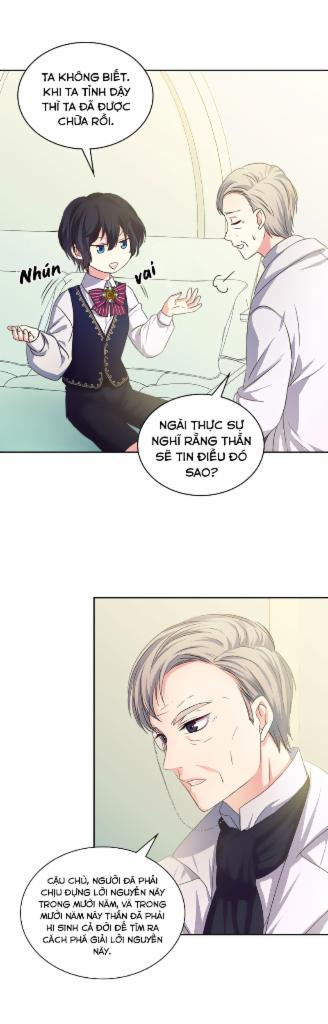 TA KHÔNG BIẾT.
KHI TA TỈNH DẬY
THÌ TA ĐÃ ĐƯỢC
CHỮA RỒI.
Nhún
vai
NGÀI THỰC SỰ
NGHĨ RẰNG THẦN
SẼ TIN ĐIỀU ĐÓ
SAO?
CẬU CHỦ, NGƯỜI ĐÃ PHẢI
CHỊU ĐỰNG LỜI NGUYỀN NÀY
TRONG MƯỜI NĂM, VÀ TRONG
MƯỜI NĂM NÀY THẦN ĐÃ PHẢI
HI SINH CẢ ĐỜI ĐỂ TÌM RA
CÁCH PHÁ GIẢI LỜI NGUYỀN
NÀY.